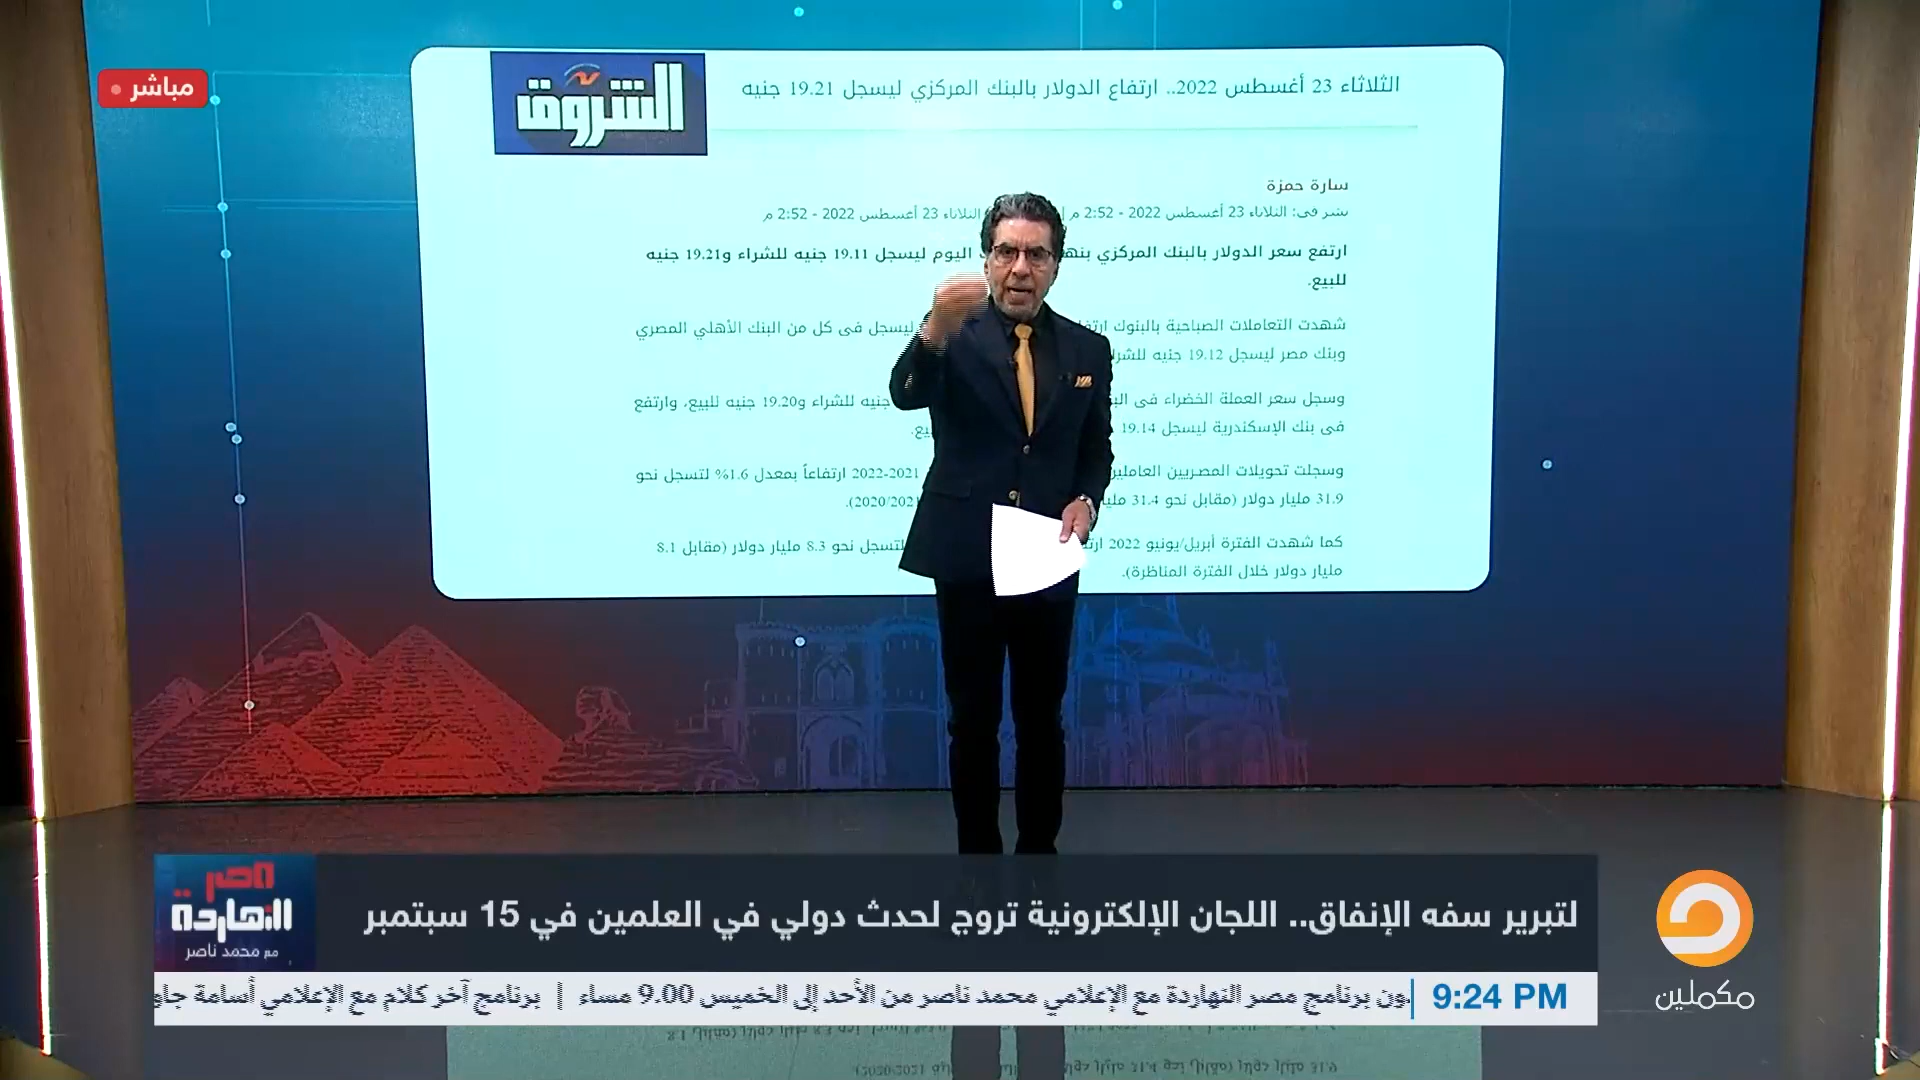 مباشر
الشروق
الثلاثاء 23 أغسطس 2022.. ارتفاع الدولار بالبنك المركزي ليسجل 19.21 جنيه
سارة حمزة
نشر فى: الثلاثاء 23 أغسطس 2022 - 2:52 م | الثلاثاء 23 أغسطس 2022 - 2:52 م
ارتفع سعر الدولار بالبنك المركزي اليوم ليسجل 19.11 جنيه للشراء و19.21 جنيه
للبيع.
شهدت التعاملات الصباحية بالبنوك ليسجل فى كل من البنك الأهلي المصري
وبنك مصر ليسجل 19.12 جنيه
وسجل سعر العملة الخضراء فى جنيه للشراء و19.20 جنيه للبيع، وارتفع
فى بنك الإسكندرية ليسجل 19.14
وسجلت تحويلات المصريين العاملين 2021-2022 ارتفاعاً بمعدل 1.6% لتسجل نحو
31.9 مليار دولار (مقابل نحو 31.4
كما شهدت الفترة أبريل/يونيو 2022 لتسجل نحو 8.3 مليار دولار (مقابل 8.1
مليار دولار خلال الفترة المناظرة).
مصر
النهاردة
مع محمد ناصر
لتبرير سفه الإنفاق.. اللجان الإلكترونية تروج لحدث دولي في العلمين في 15 سبتمبر
9:24 PM
برنامج مصر النهاردة مع الإعلامي محمد ناصر من الأحد إلى الخميس 9.00 مساء | برنامج آخر كلام مع الإعلامي أسامة
مكملين